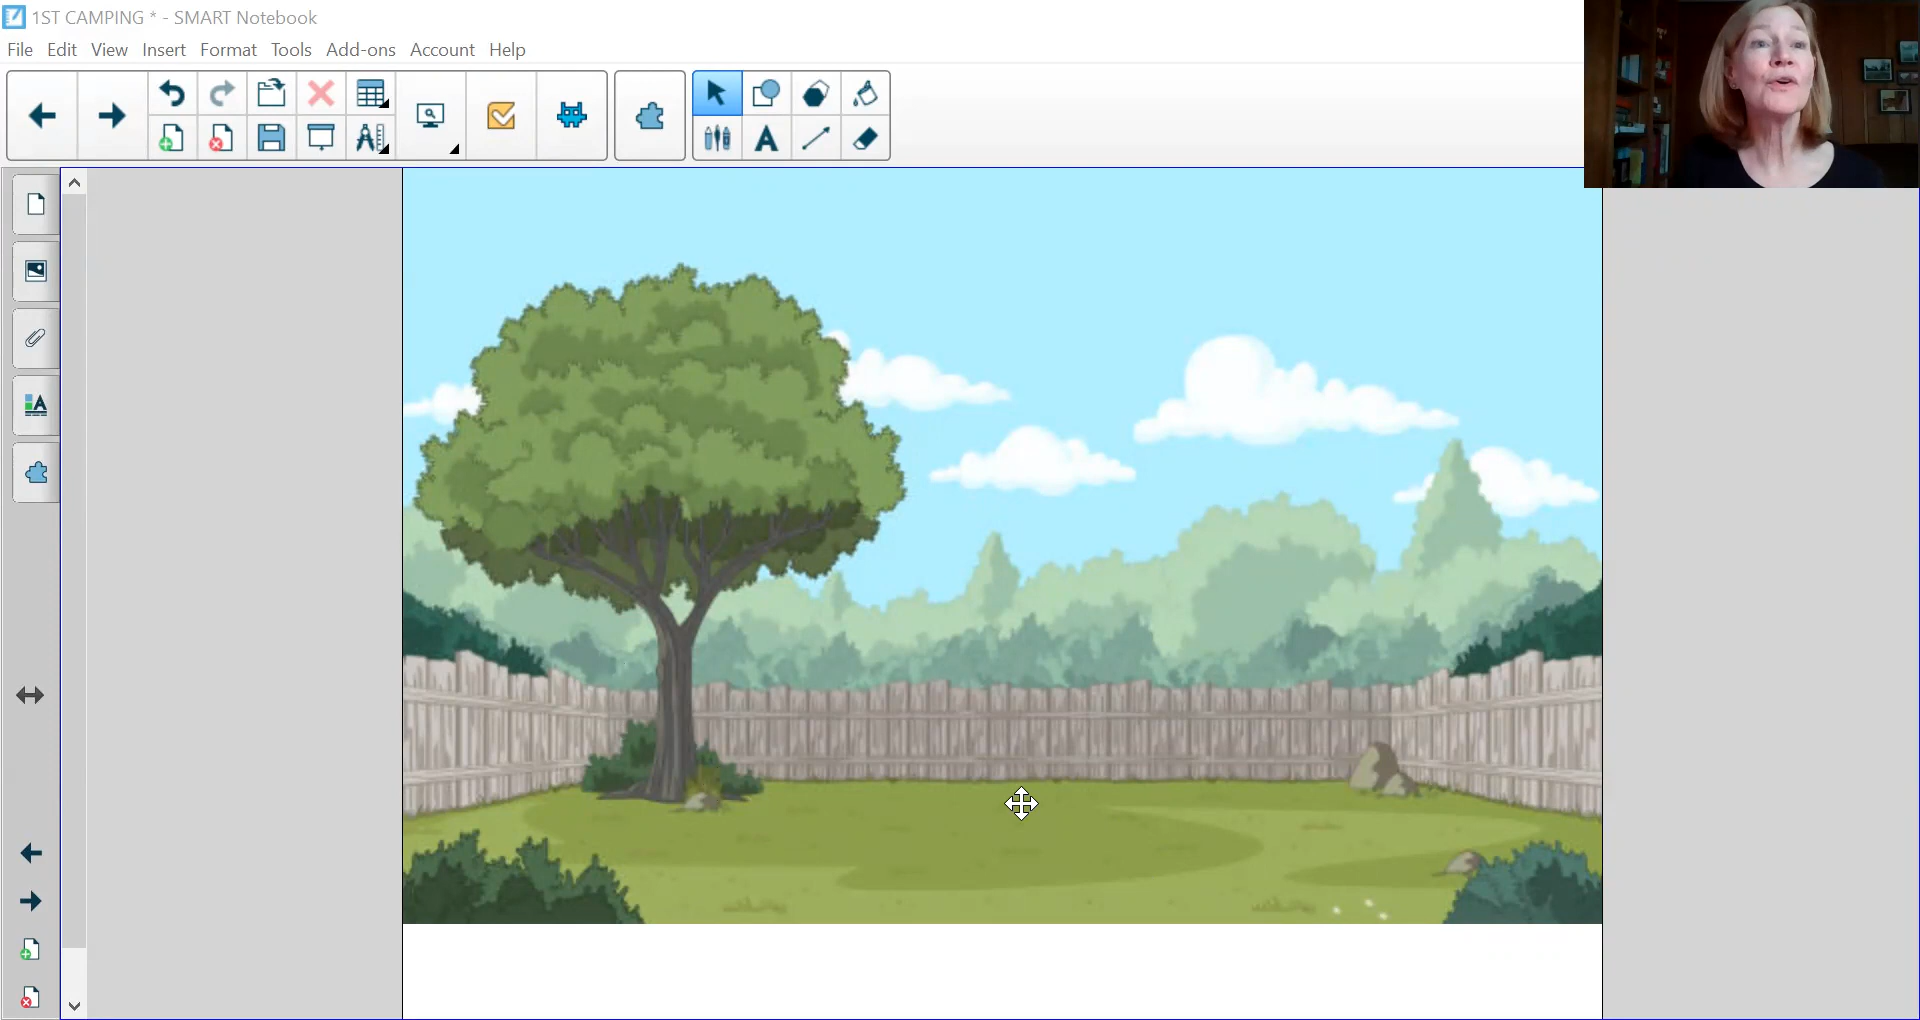 1ST CAMPING * - SMART Notebook
File Edit View Insert Format Tools Add-ons Account Help